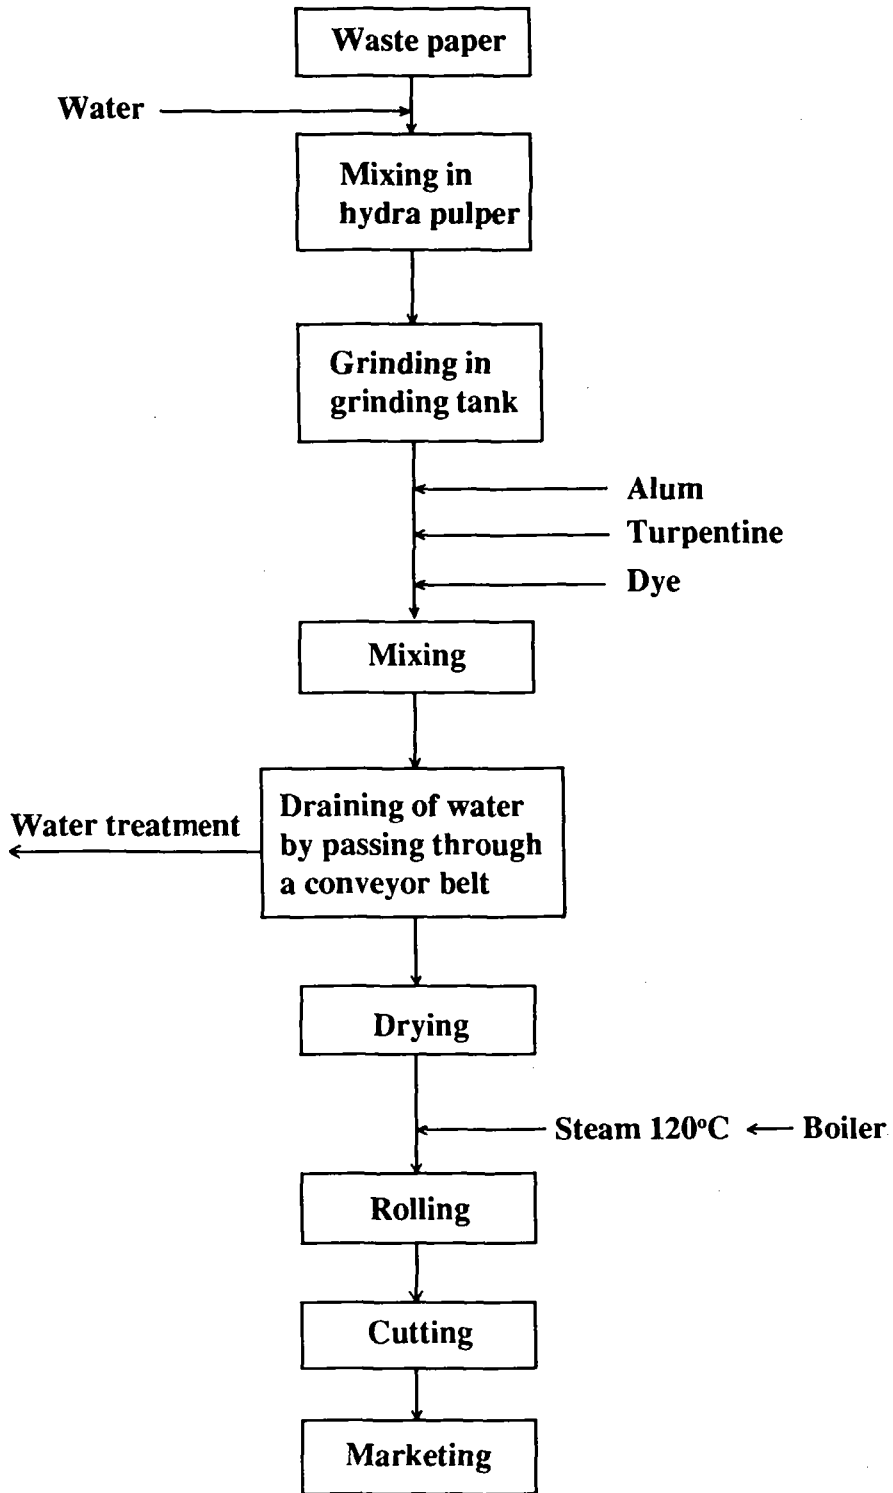 Waste paper
Water
Mixing in
hydra pulper
Grinding in
grinding tank
Alum
Turpentine
Dye
Mixing
Draining of water
by passing through
a conveyor belt
Water treatment
Drying
Steam 120°C
Boiler
Rolling
Cutting
Marketing